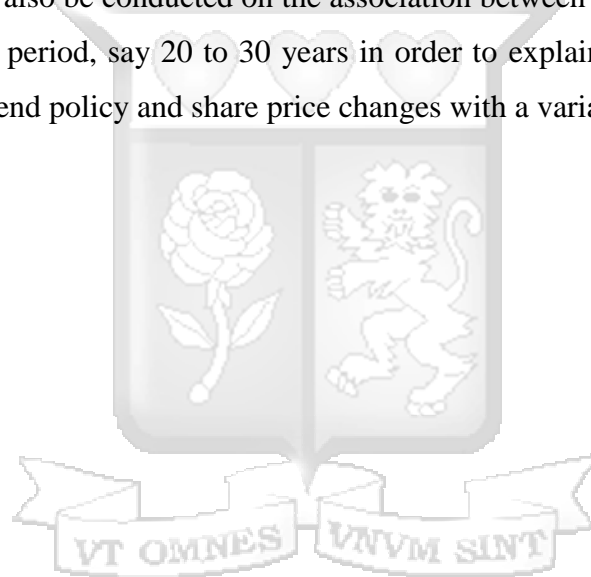 also be conducted on the association between
period, say 20 to 30 years in order to explain
end policy and share price changes with a varia
VT OMNES VNVM SINT